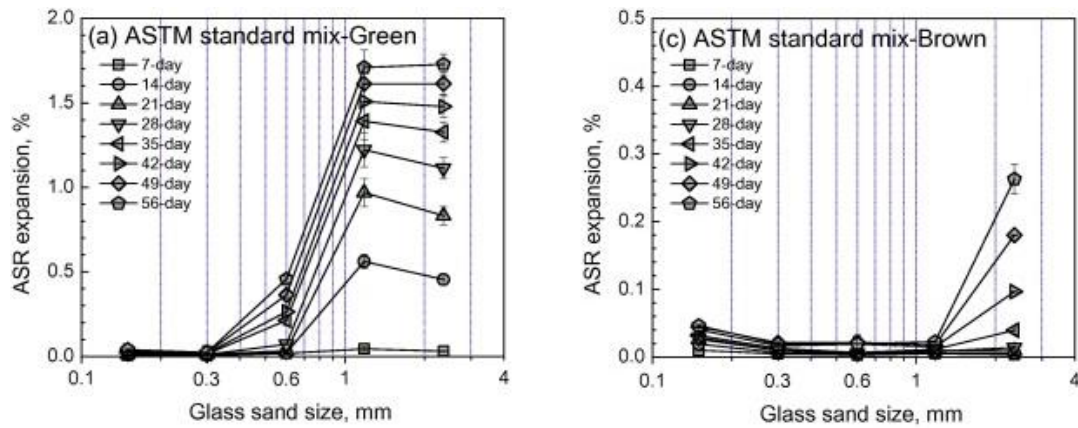 (a) ASTM standard mix-Green
7-day
14-day
21-day
28-day
35-day
42-day
49-day
56-day
2.0
1.5
1.0
0.5
0.0
ASR expansion, %
0.1
0.3
0.6
1
4
Glass sand size, mm
(c) ASTM standard mix-Brown
7-day
14-day
21-day
28-day
35-day
42-day
49-day
56-day
0.5
0.4
0.3
0.2
0.1
0.0
ASR expansion, %
0.1
0.3
0.6
1
4
Glass sand size, mm